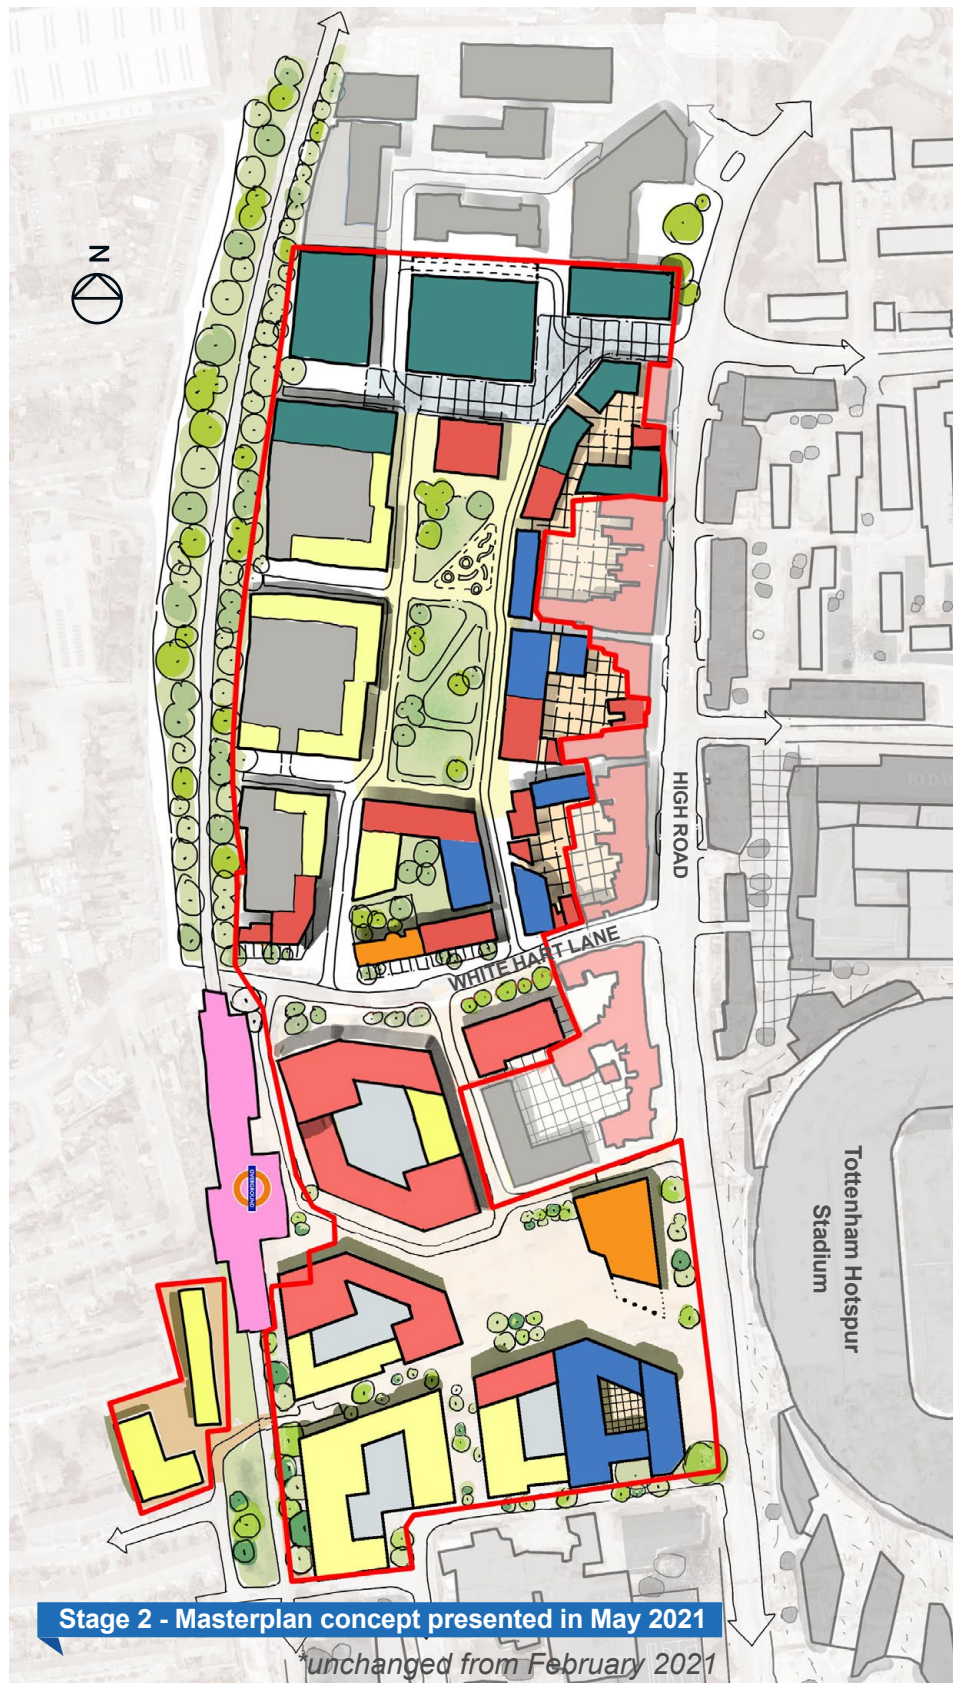 N
HIGH ROAD
WHITE HART LANE
Tottenham Hotspur
Stadium
OVERGROUND
Stage 2 - Masterplan concept presented in May 2021
*unchanged from February 2021